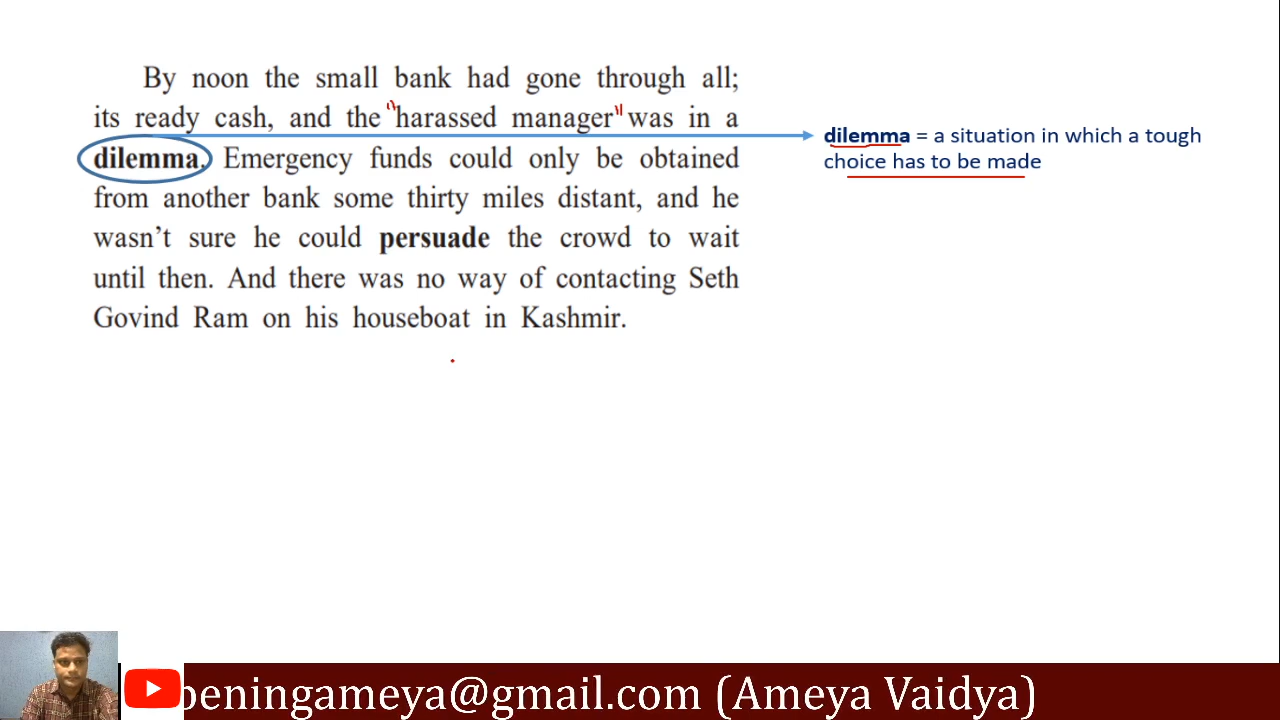 By noon the small bank had gone through all;
its ready cash, and the "harassed manager" was in a
dilemma. Emergency funds could only be obtained
from another bank some thirty miles distant, and he
wasn't sure he could persuade the crowd to wait
until then. And there was no way of contacting Seth
Govind Ram on his houseboat in Kashmir.
dilemma = a situation in which a tough
choice has to be made
peningameya@gmail.com (Ameya Vaidya)